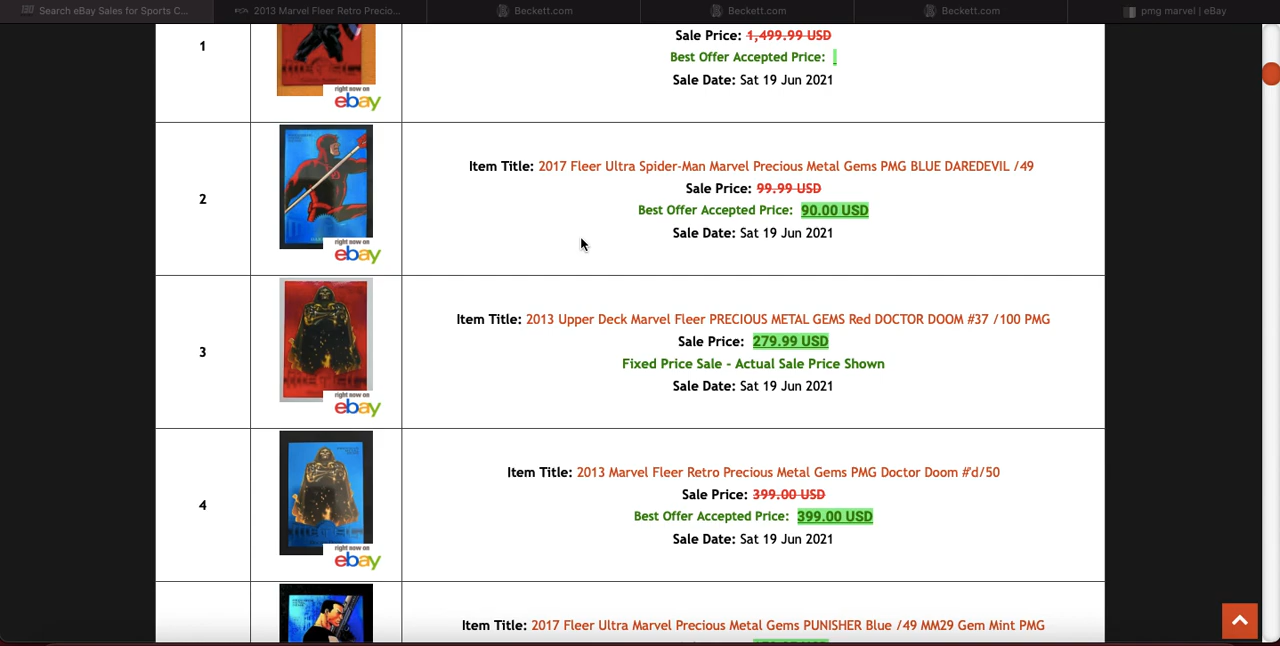 Search eBay Sales for Sports C...
2013 Marvel Fleer Retro Precio...
Beckett.com
Beckett.com
Beckett.com
pmg marvel | eBay
1
right now on
ebay
Sale Price: 1,499.99 USD
Best Offer Accepted Price:
Sale Date: Sat 19 Jun 2021
2
right now on
ebay
Item Title: 2017 Fleer Ultra Spider-Man Marvel Precious Metal Gems PMG BLUE DAREDEVIL /49
Sale Price: 99.99 USD
Best Offer Accepted Price: 90.00 USD
Sale Date: Sat 19 Jun 2021
3
right now on
ebay
Item Title: 2013 Upper Deck Marvel Fleer PRECIOUS METAL GEMS Red DOCTOR DOOM #37 /100 PMG
Sale Price: 279.99 USD
Fixed Price Sale - Actual Sale Price Shown
Sale Date: Sat 19 Jun 2021
4
right now on
ebay
Item Title: 2013 Marvel Fleer Retro Precious Metal Gems PMG Doctor Doom #'d/50
Sale Price: 399.00 USD
Best Offer Accepted Price: 399.00 USD
Sale Date: Sat 19 Jun 2021
Item Title: 2017 Fleer Ultra Marvel Precious Metal Gems PUNISHER Blue /49 MM29 Gem Mint PMG